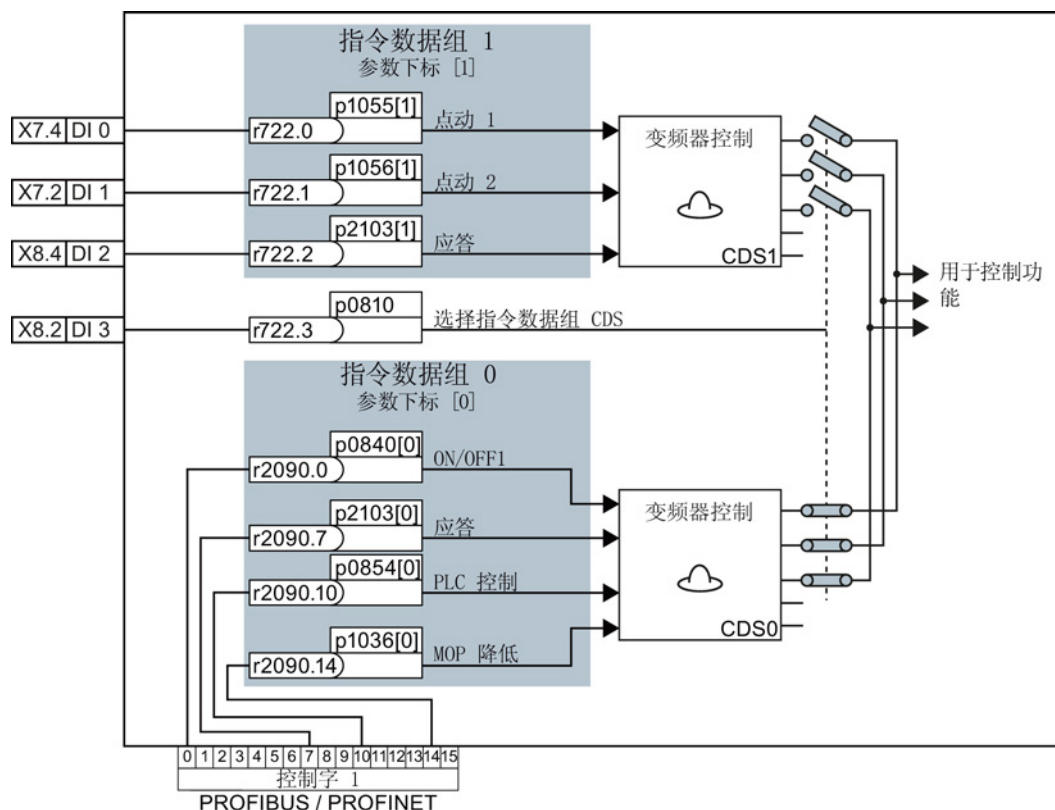 指令数据组 1
参数下标 [1]
X7.4 DI 0
r722.0
p1055[1]
点动 1
X7.2 DI 1
r722.1
p1056[1]
点动 2
X8.4 DI 2
r722.2
p2103[1]
应答
变频器控制
CDS1
用于控制功
能
X8.2 DI 3
r722.3
p0810
选择指令数据组 CDS
指令数据组 0
参数下标 [0]
r2090.0
p0840[0]
ON/OFF1
r2090.7
p2103[0]
应答
r2090.10
p0854[0]
PLC 控制
r2090.14
p1036[0]
MOP 降低
变频器控制
CDS0
0 1 2 3 4 5 6 7 8 9 10 11 12 13 14 15
控制字 1
PROFIBUS / PROFINET